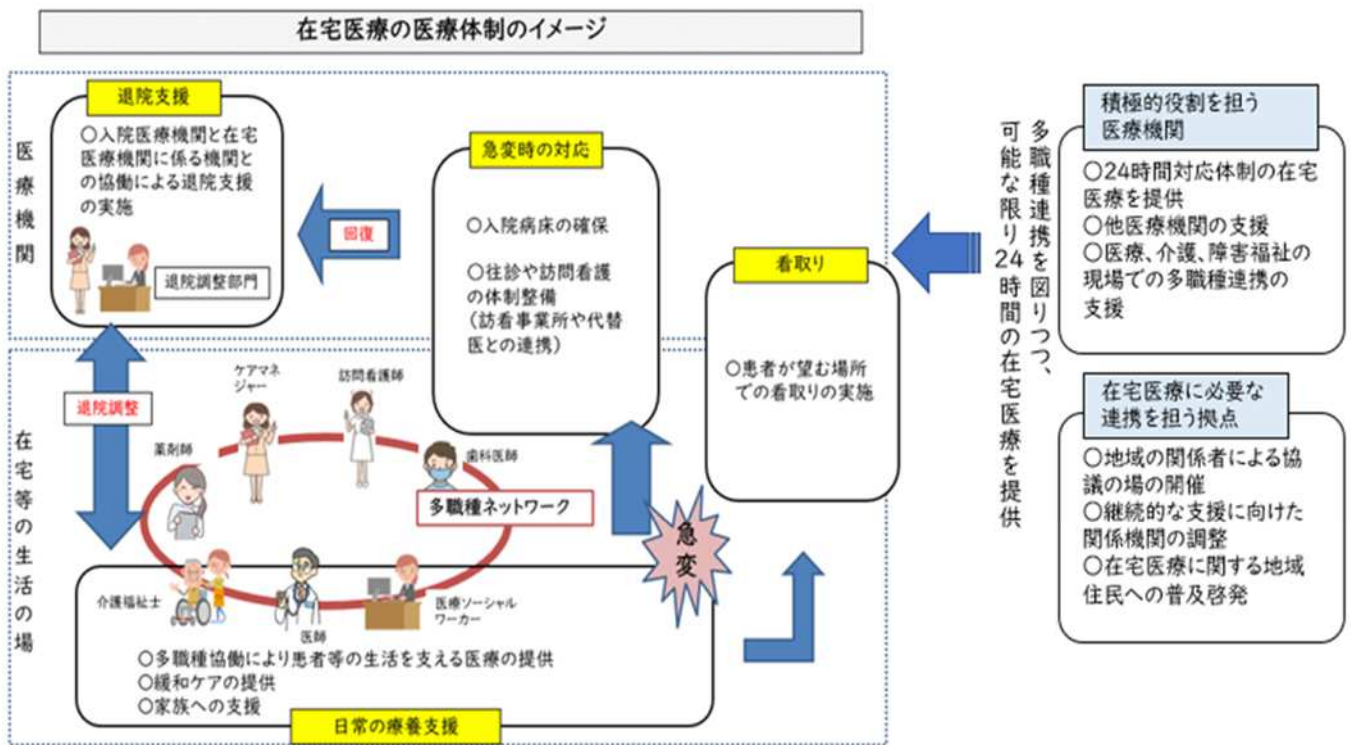 在宅医療の医療体制のイメージ
医療機関
退院支援
○入院医療機関と在宅
医療機関に係る機関と
の協働による退院支援
の実施
退院調整部門
回復
急変時の対応
○入院病床の確保
○往診や訪問看護
の体制整備
(訪看事業所や代替
医との連携)
看取り
○患者が望む場所
での看取りの実施
在宅等の生活の場
退院調整
ケアマネ
ジャー
訪問看護師
薬剤師
歯科医師
多職種ネットワーク
急変
介護福祉士
医師
医療ソーシャル
ワーカー
○多職種協働により患者等の生活を支える医療の提供
○緩和ケアの提供
○家族への支援
日常の療養支援
多職種連携を図りつつ、
可能な限り24時間の在宅医療を提供
積極的役割を担う
医療機関
○24時間対応体制の在宅
医療を提供
○他医療機関の支援
○医療、介護、障害福祉の
現場での多職種連携の
支援
在宅医療に必要な
連携を担う拠点
○地域の関係者による協
議の場の開催
○継続的な支援に向けた
関係機関の調整
○在宅医療に関する地域
住民への普及啓発